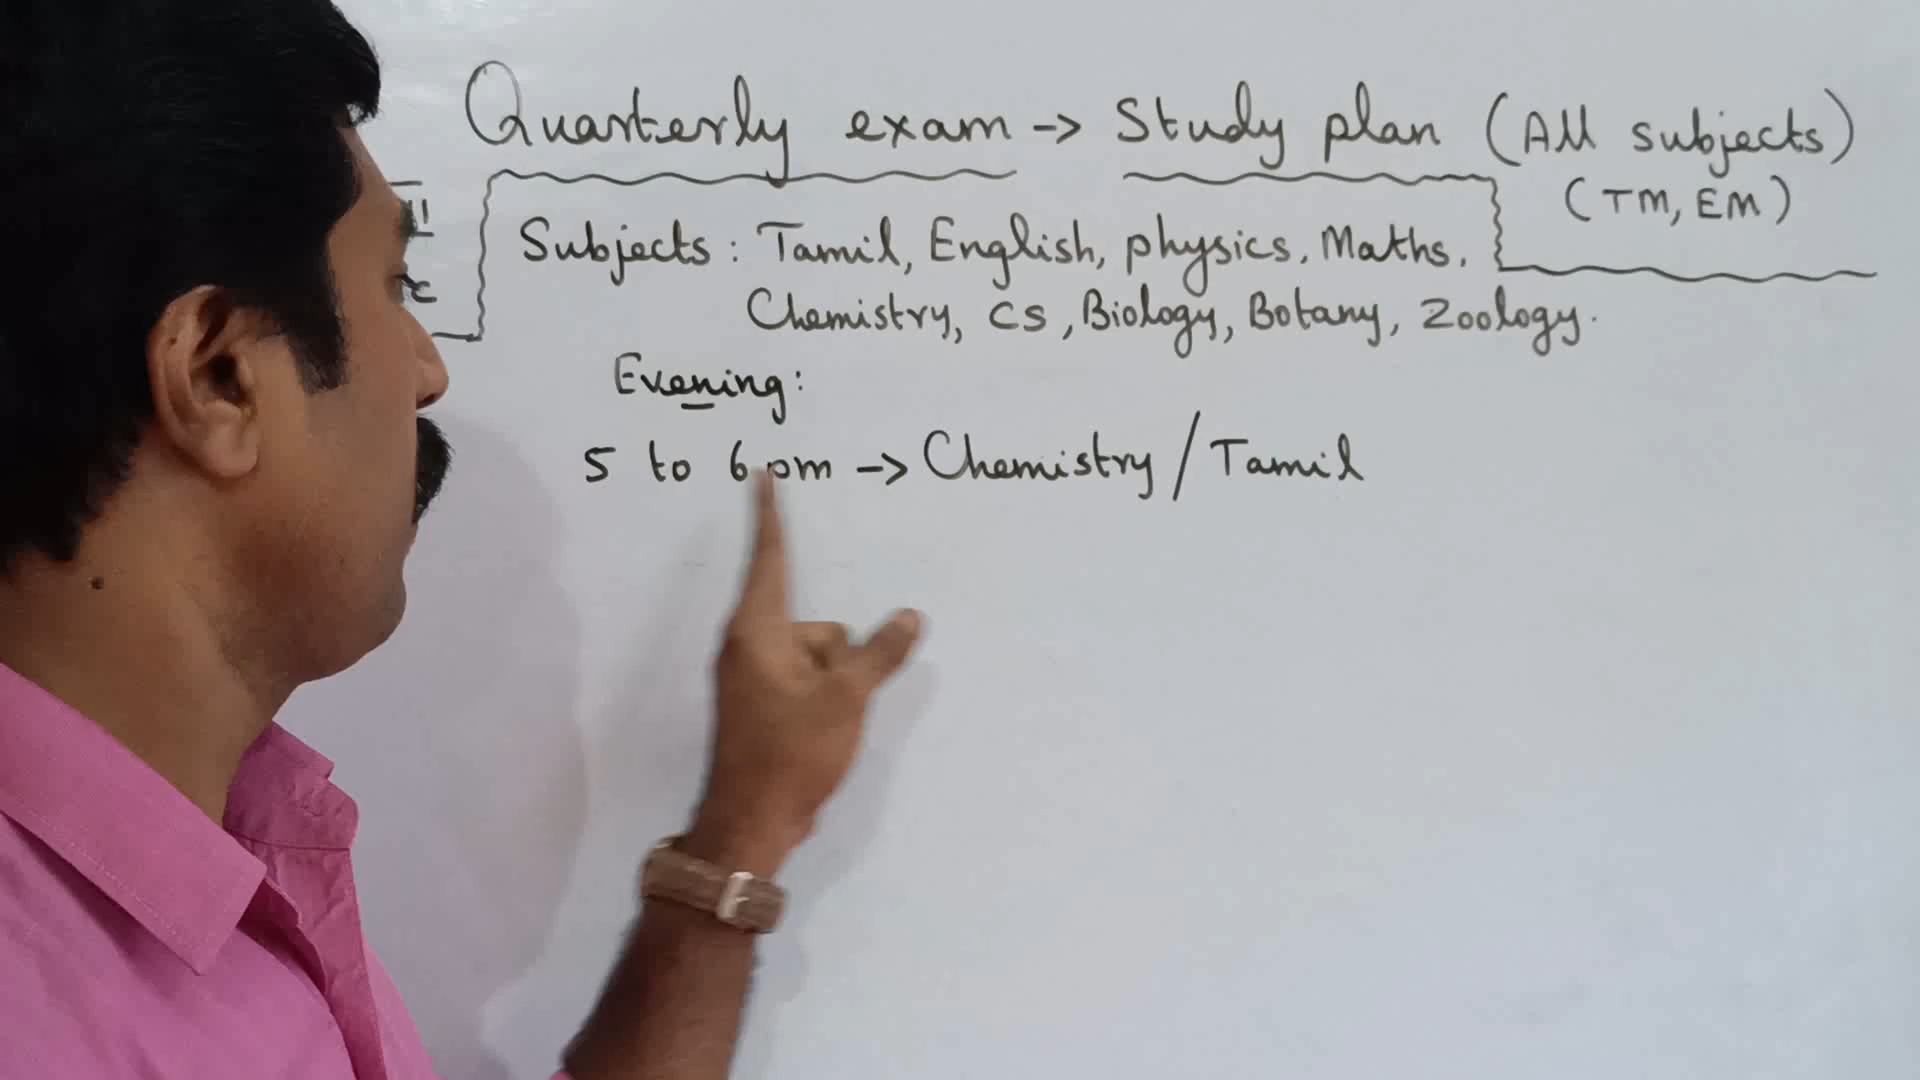 Quarterly exam -> Study plan (All subjects)
(TM, EM)
Subjects : Tamil, English, physics, Maths,
Chemistry, CS, Biology, Botany, Zoology.
Evening:
5 to 6 pm -> Chemistry / Tamil